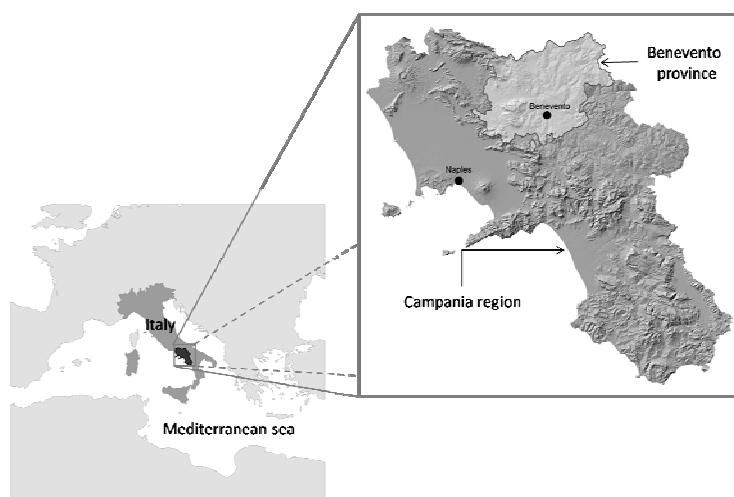 Benevento
province
Benevento
Naples
Campania region
Italy
Mediterranean sea